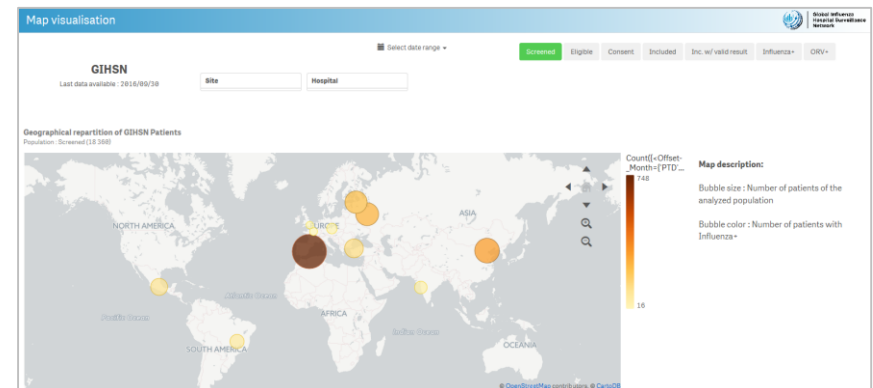 Map visualisation
Global Influenza
Hospital Surveillance
Network
Select date range
Screened Eligible Consent Included Inc. w/ valid result Influenza+ ORV+
GIHSN
Last data available : 2016/09/30
Site Hospital
Geographical repartition of GIHSN Patients
Population : Screened (18 368)
Count({<Offset-
_Month={'PTD'...
748
16
Map description:
Bubble size : Number of patients of the
analyzed population
Bubble color : Number of patients with
Influenza+
NORTH AMERICA
EUROPE
ASIA
Atlantic Ocean
Pacific Ocean
AFRICA
Indian Ocean
SOUTH AMERICA
OCEANIA
© OpenStreetMap contributors, © CartoDB